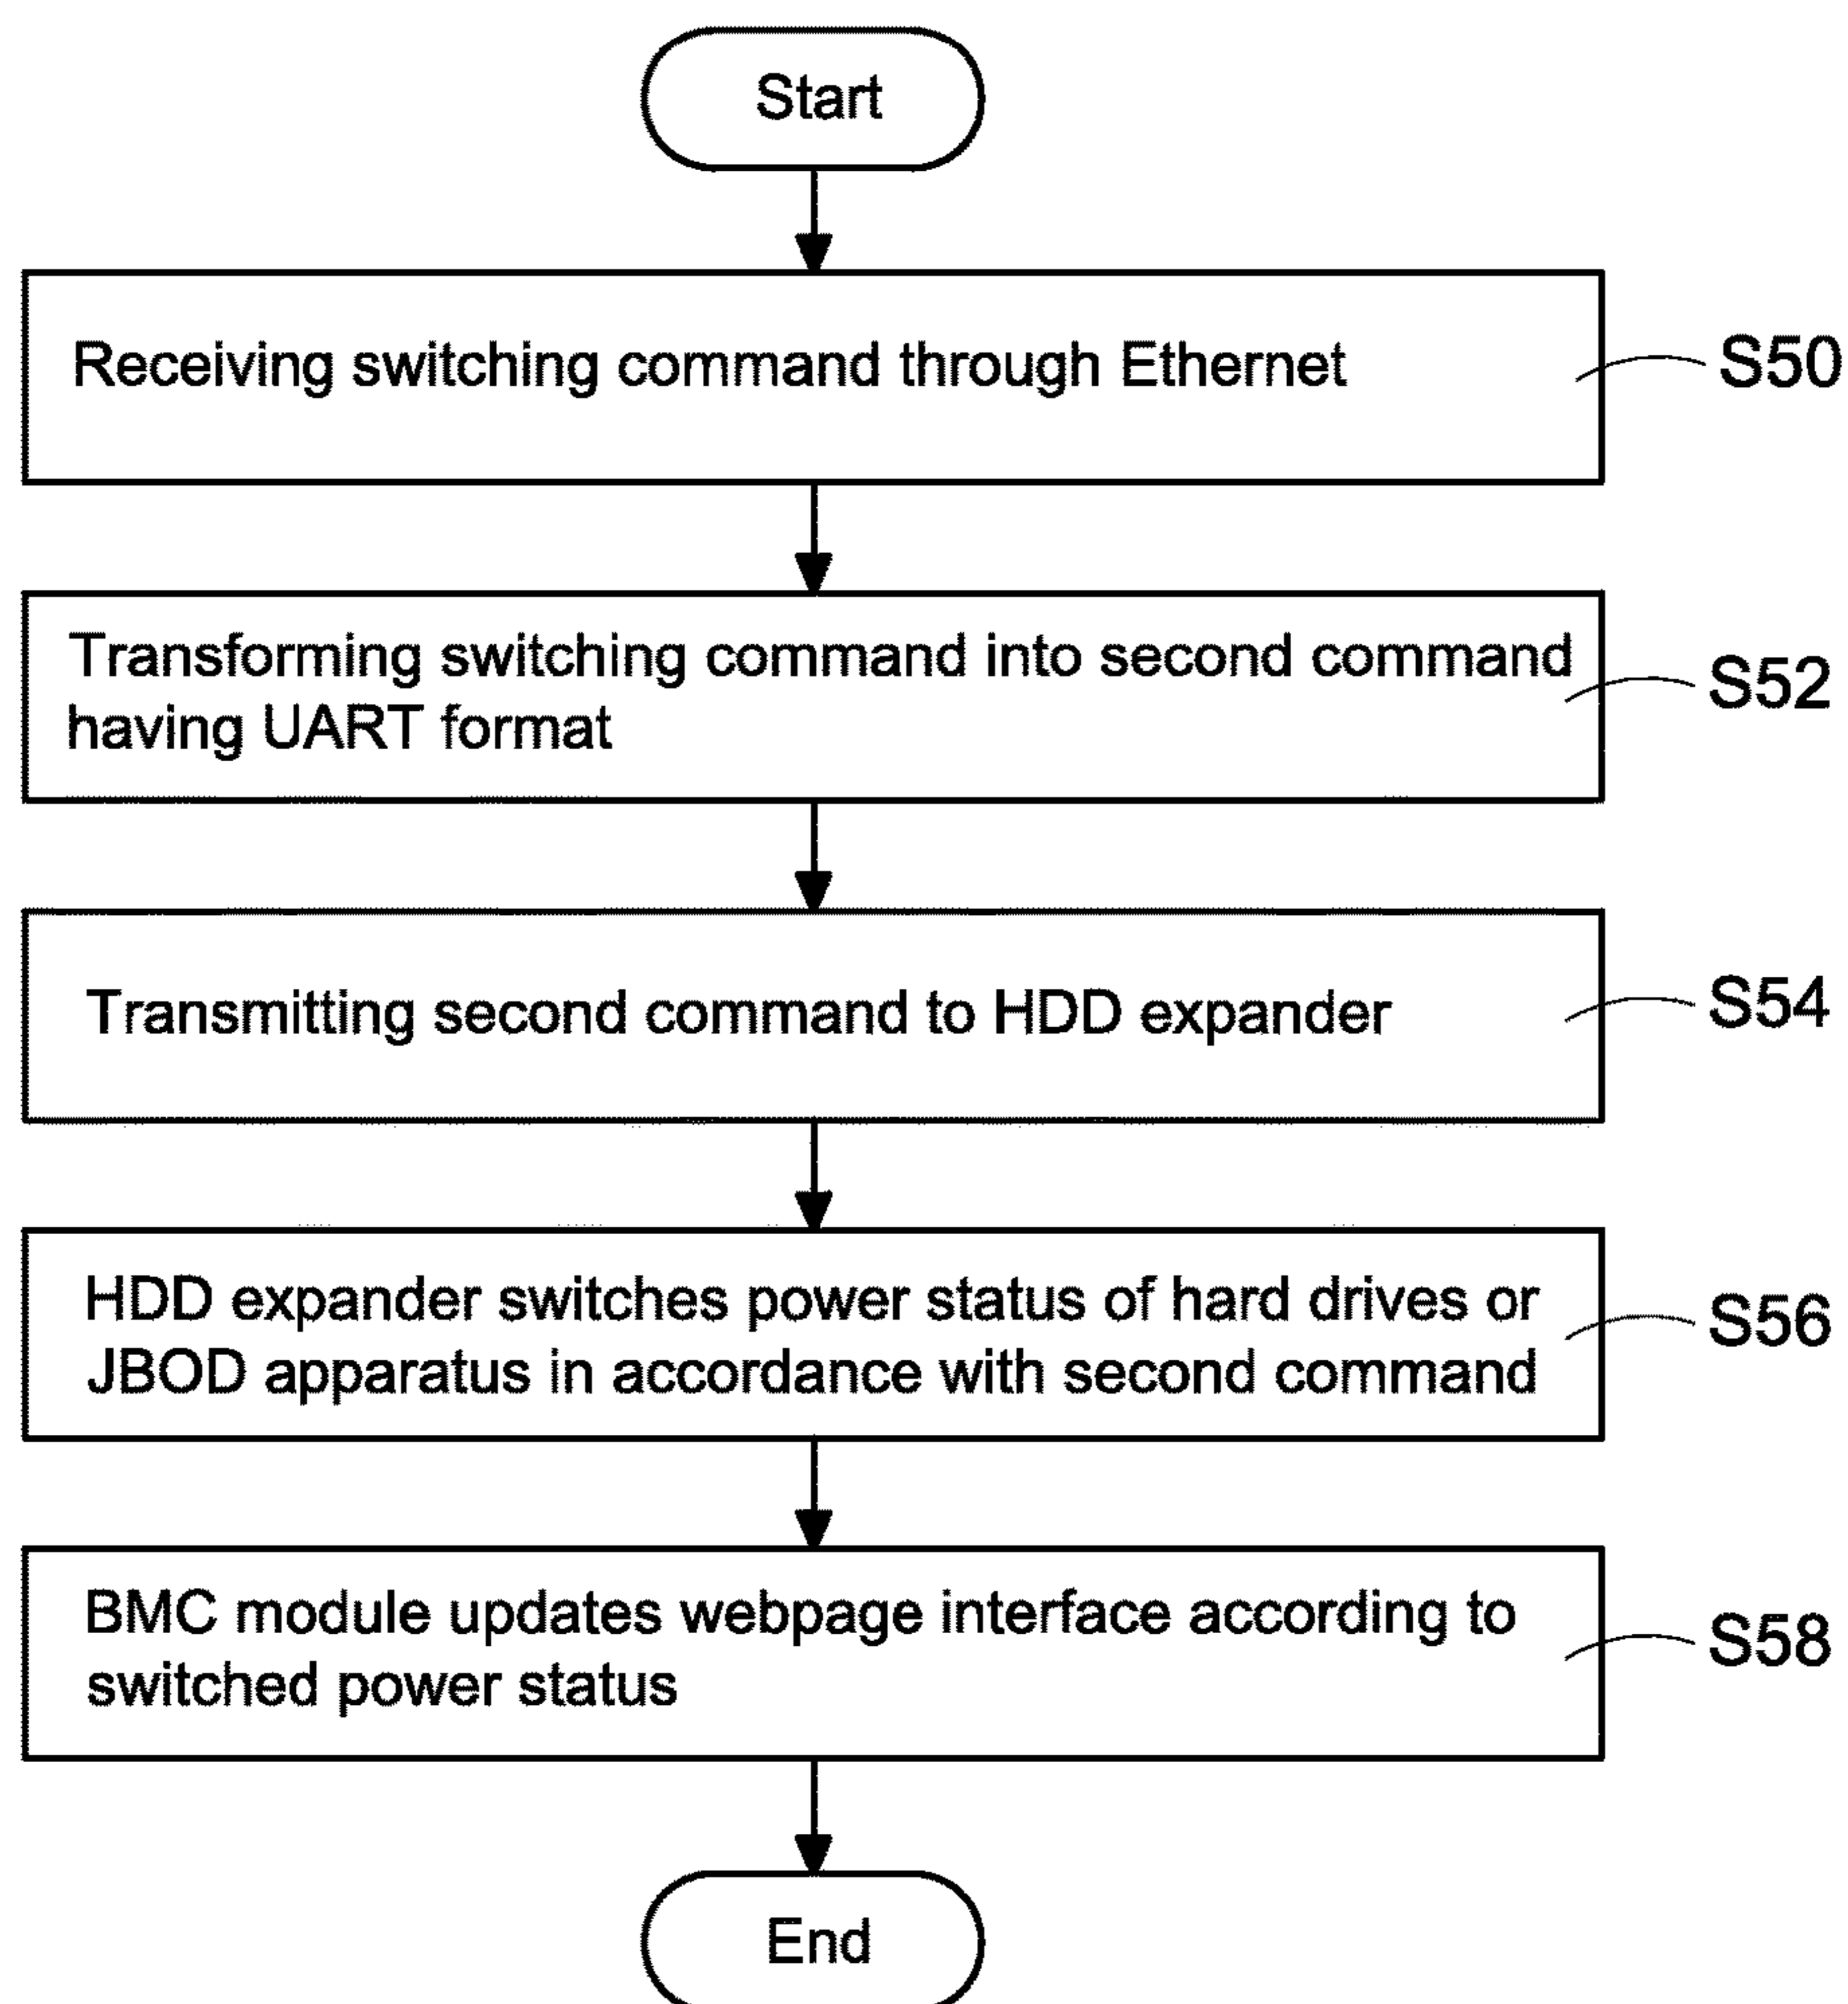 Start
Receiving switching command through Ethernet
S50
Transforming switching command into second command
having UART format
S52
Transmitting second command to HDD expander
S54
HDD expander switches power status of hard drives or
JBOD apparatus in accordance with second command
S56
BMC module updates webpage interface according to
switched power status
S58
End